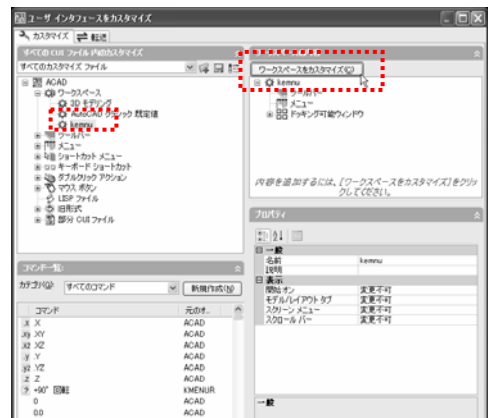 ユーザ インタフェースをカスタマイズ
カスタマイズ
転送
すべての CUI ファイル 内のカスタマイズ
すべてのカスタマイズ ファイル
ACAD
ワークスペース
3D モデリング
AutoCAD クラシック 既定値
kemnu
ツールバー
メニュー
ショートカット メニュー
キーボード ショートカット
ダブルクリック アクション
マウス ボタン
LISP ファイル
旧形式
部分 CUI ファイル
コマンド一覧:
カテゴリ(G): すべてのコマンド
新規作成(N)
コマンド 元のオ...
X ACAD
XY ACAD
XZ ACAD
Y ACAD
YZ ACAD
Z ACAD
+90° 回転 KMENUR
0 ACAD
0.0 ACAD
ワークスペースをカスタマイズ(C)
kemnu
ツールバー
メニュー
ドッキング可能ウィンドウ
内容を追加するには、[ワークスペースをカスタマイズ]をクリッ
クしてください。
プロパティ
一般
名前 kemnu
説明
表示
開始 オン 変更不可
モデル/レイアウト タブ 変更不可
スクリーン メニュー 変更不可
スクロール バー 変更不可
一般